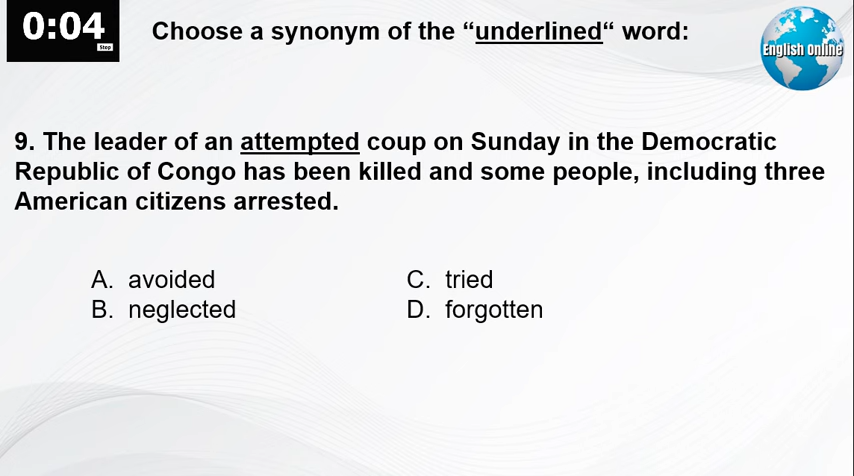 0:04
Stop
Choose a synonym of the “underlined“ word:
English Online
9. The leader of an attempted coup on Sunday in the Democratic
Republic of Congo has been killed and some people, including three
American citizens arrested.
A. avoided
B. neglected
C. tried
D. forgotten